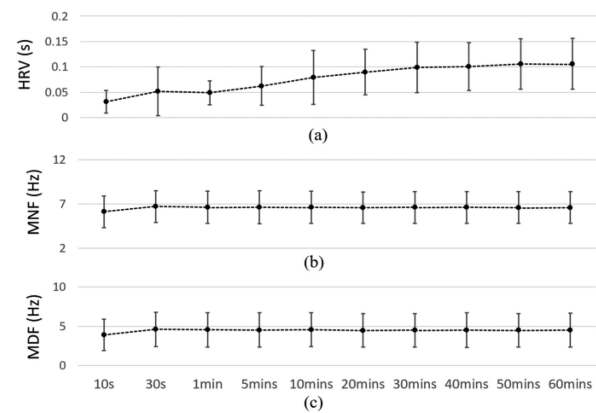 0.2
0.15
0.1
0.05
0
HRV (s)
(a)
12
7
2
MNF (Hz)
(b)
10
5
0
MDF (Hz)
10s 30s 1min 5mins 10mins 20mins 30mins 40mins 50mins 60mins
(c)